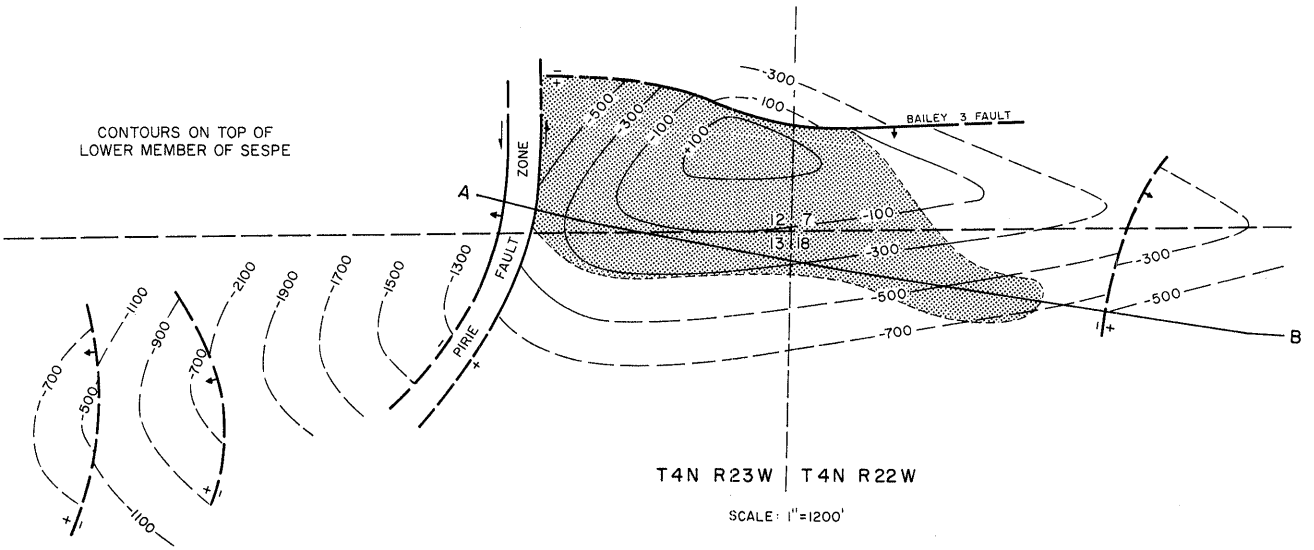 CONTOURS ON TOP OF
LOWER MEMBER OF SESPE
-300
-100
BAILEY 3 FAULT
-500
-300
-100
+100
ZONE
A
12 7
-100
13 18
-300
-300
FAULT
-500
-500
-1300
-1500
-1700
-1900
-2100
-1100
-900
-700
PIRIE
-700
B
-700
-500
-1100
T4N R23W T4N R22W
SCALE: 1"=1200'